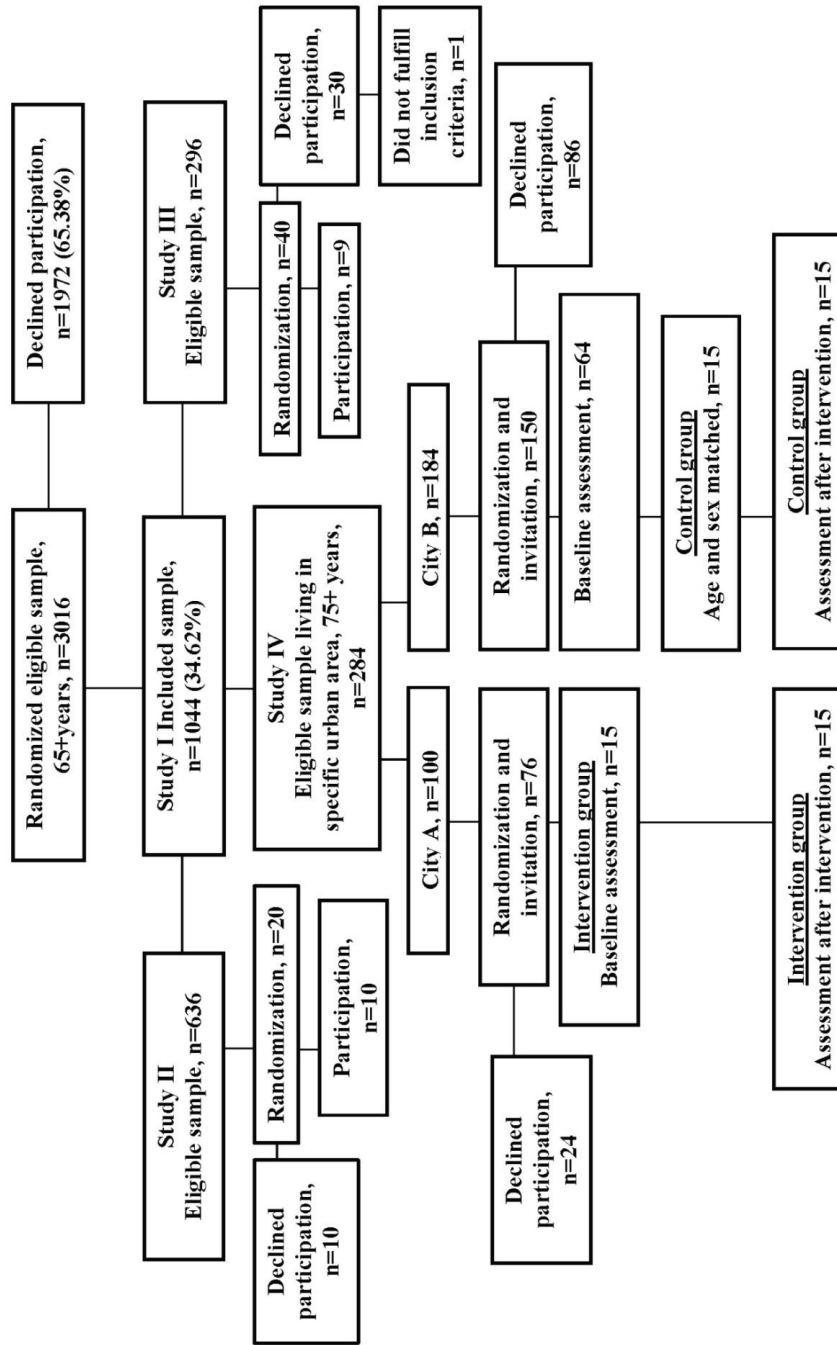 Randomized eligible sample,
65+years, n=3016
Declined participation,
n=1972 (65.38%)
Study II
Eligible sample, n=636
Study I Included sample,
n=1044 (34.62%)
Study III
Eligible sample, n=296
Declined
participation,
n=10
Randomization, n=20
Participation,
n=10
Study IV
Eligible sample living in
specific urban area, 75+ years,
n=284
Randomization, n=40
Participation, n=9
Declined
participation,
n=30
Did not fulfill
inclusion
criteria, n=1
City A, n=100
City B, n=184
Declined
participation,
n=24
Randomization and
invitation, n=76
Randomization and
invitation, n=150
Declined
participation,
n=86
Intervention group
Baseline assessment, n=15
Baseline assessment, n=64
Control group
Age and sex matched, n=15
Intervention group
Assessment after intervention, n=15
Control group
Assessment after intervention, n=15